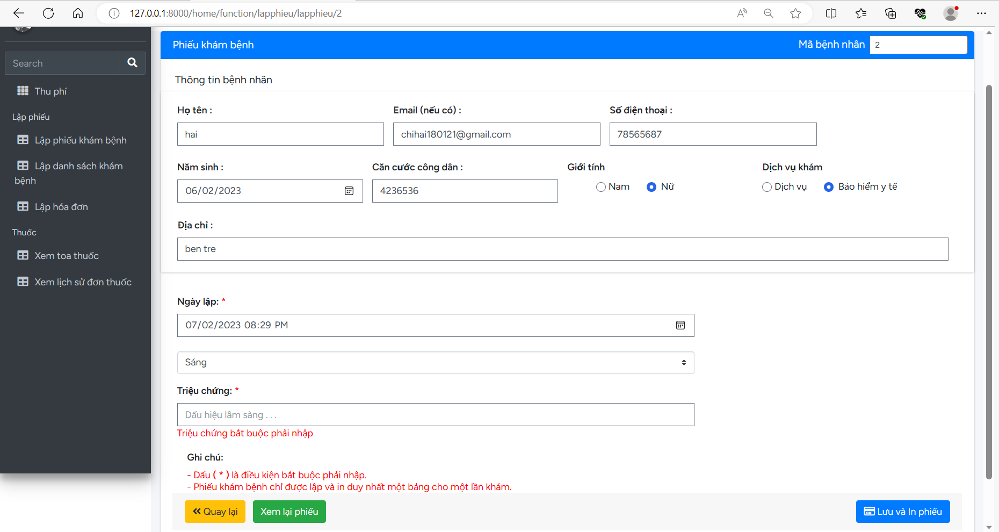 127.0.0.1:8000/home/function/lapphieu/lapphieu/2
Search
Thu phí
Lập phiếu
Lập phiếu khám bệnh
Lập danh sách khám
bệnh
Lập hóa đơn
Thuốc
Xem toa thuốc
Xem lịch sử đơn thuốc
Phiếu khám bệnh
Mã bệnh nhân 2
Thông tin bệnh nhân
Họ tên : Email (nếu có) : Số điện thoại :
hai chihai180121@gmail.com 78565687
Năm sinh : Căn cước công dân : Giới tính Dịch vụ khám
06/02/2023 4236536 Nam Nữ Dịch vụ Bảo hiểm y tế
Địa chỉ :
ben tre
Ngày lập: *
07/02/2023 08:29 PM
Sáng
Triệu chứng: *
Dấu hiệu lâm sàng . . .
Triệu chứng bắt buộc phải nhập
Ghi chú:
- Dấu ( * ) là điều kiện bắt buộc phải nhập.
- Phiếu khám bệnh chỉ được lập và in duy nhất một bảng cho một lần khám.
Quay lại Xem lại phiếu Lưu và In phiếu